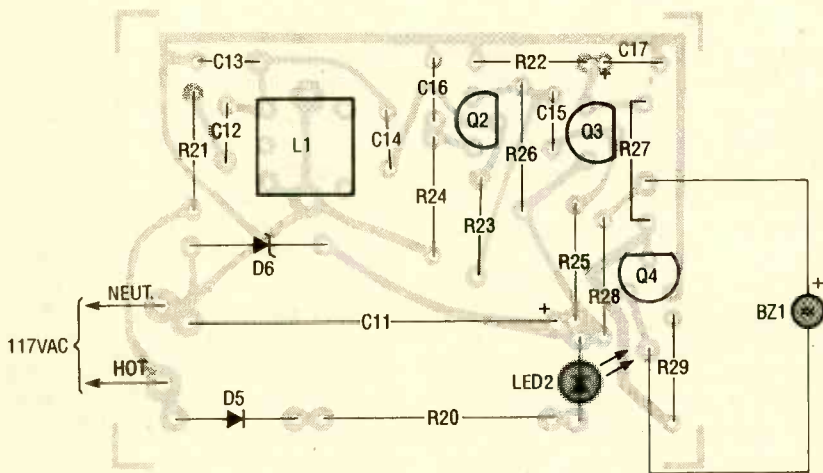 C13
R22
C17
+
C16
C12
L1
C14
Q2
C15
Q3
R21
R26
R27
R24
R23
D6
R25
R28
Q4
NEUT.
+
+
C11
BZ1
117VAC
HOT
LED2
R29
D5
R20